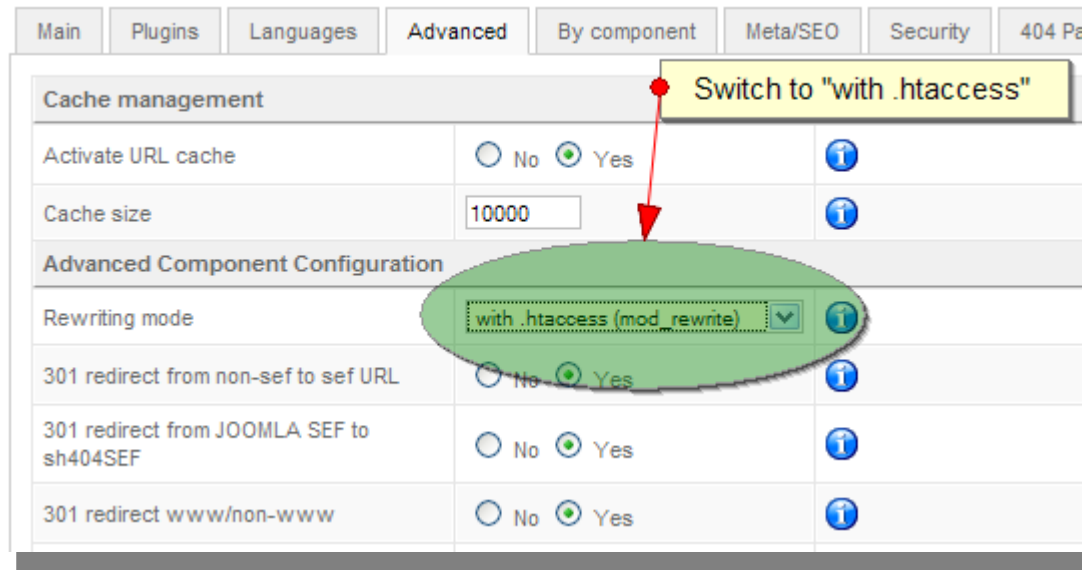 Main Plugins Languages Advanced By component Meta/SEO Security 404 Pa
Switch to "with .htaccess"
Cache management
Activate URL cache No Yes
Cache size 10000
Advanced Component Configuration
Rewriting mode with .htaccess (mod_rewrite)
301 redirect from non-sef to sef URL No Yes
301 redirect from JOOMLA SEF to
sh404SEF No Yes
301 redirect www/non-www No Yes